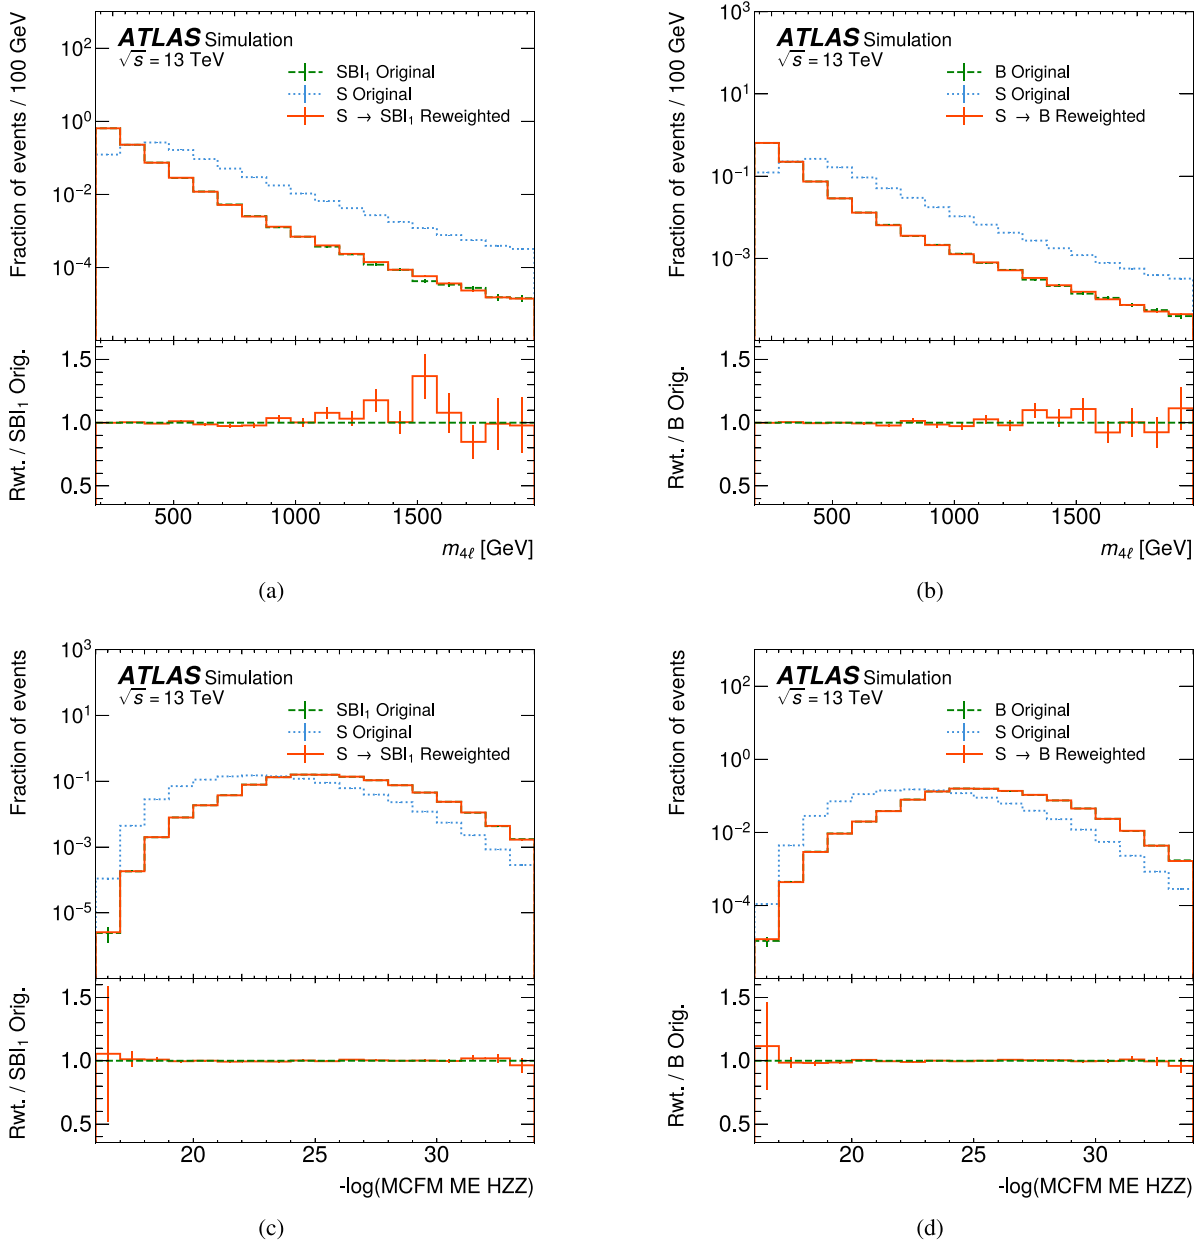 ATLAS Simulation
√s = 13 TeV
SBI₁ Original
S Original
S → SBI₁ Reweighted
Fraction of events / 100 GeV
10²
10⁰
10⁻²
10⁻⁴
Rwt. / SBI₁ Orig.
1.5
1.0
0.5
500 1000 1500
m₄ℓ [GeV]
(a)
ATLAS Simulation
√s = 13 TeV
B Original
S Original
S → B Reweighted
Fraction of events / 100 GeV
10³
10¹
10⁻¹
10⁻³
Rwt. / B Orig.
1.5
1.0
0.5
500 1000 1500
m₄ℓ [GeV]
(b)
ATLAS Simulation
√s = 13 TeV
SBI₁ Original
S Original
S → SBI₁ Reweighted
Fraction of events
10³
10¹
10⁻¹
10⁻³
10⁻⁵
Rwt. / SBI₁ Orig.
1.5
1.0
0.5
20 25 30
-log(MCFM ME HZZ)
(c)
ATLAS Simulation
√s = 13 TeV
B Original
S Original
S → B Reweighted
Fraction of events
10²
10⁰
10⁻²
10⁻⁴
Rwt. / B Orig.
1.5
1.0
0.5
20 25 30
-log(MCFM ME HZZ)
(d)